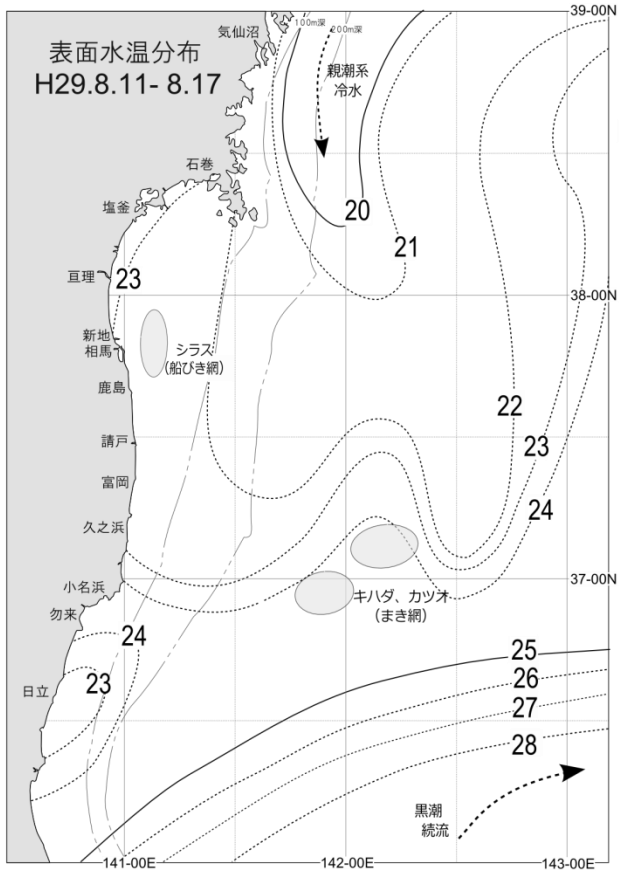 39-00N
気仙沼
100m深
200m深
表面水温分布
H29.8.11- 8.17
親潮系
冷水
石巻
塩釜
20
21
亘理
23
38-00N
新地
相馬
シラス
(船びき網)
鹿島
22
請戸
23
富岡
24
久之浜
37-00N
小名浜
キハダ、カツオ
(まき網)
勿来
24
25
26
23
日立
27
28
黒潮
続流
141-00E
142-00E
143-00E